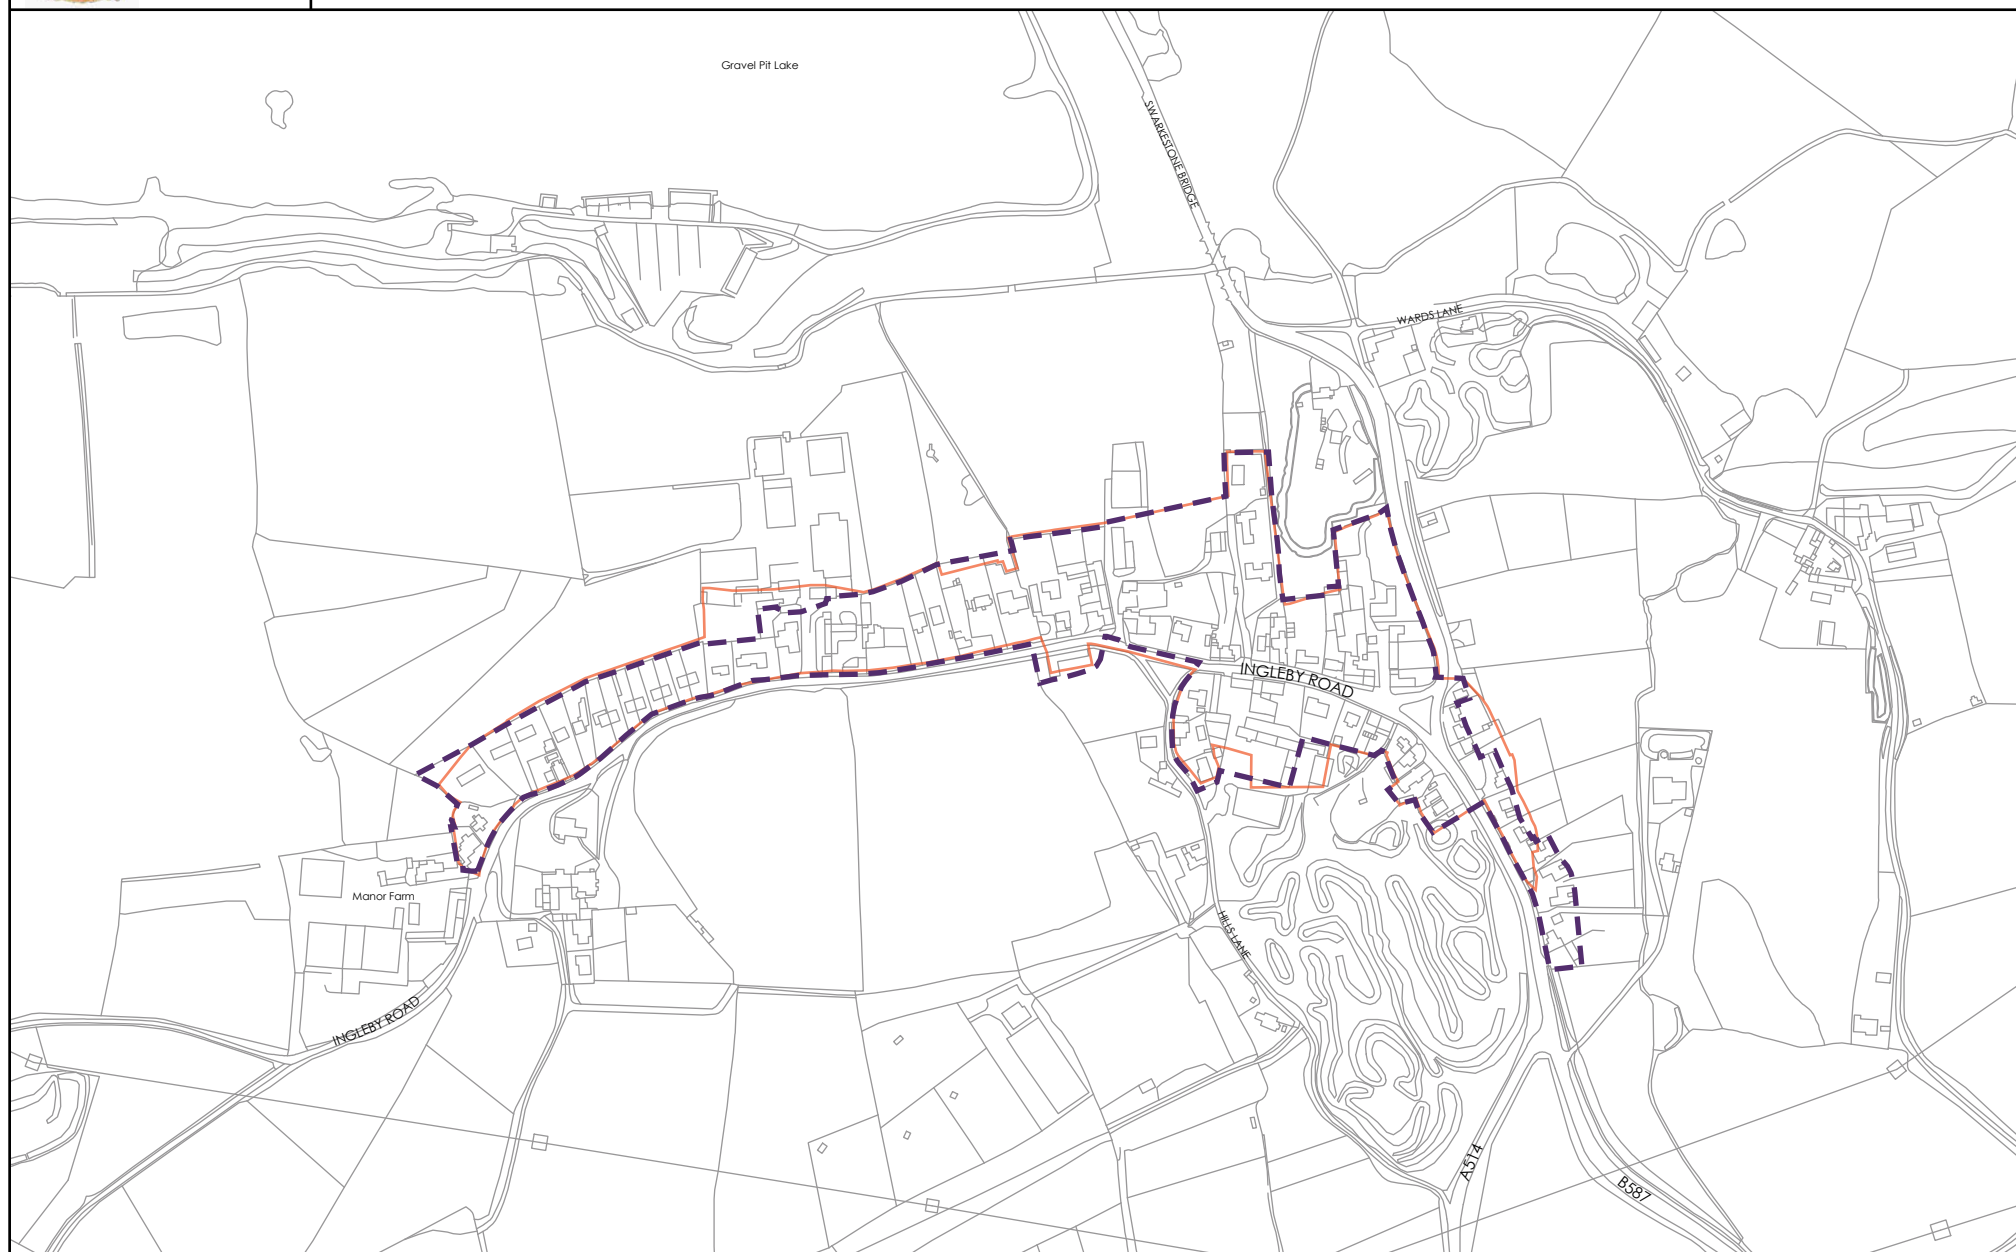 Gravel Pit Lake
SWARKESTONE BRIDGE
WARDS LANE
INGLEBY ROAD
Manor Farm
HILLS LANE
INGLEBY ROAD
A514
B587